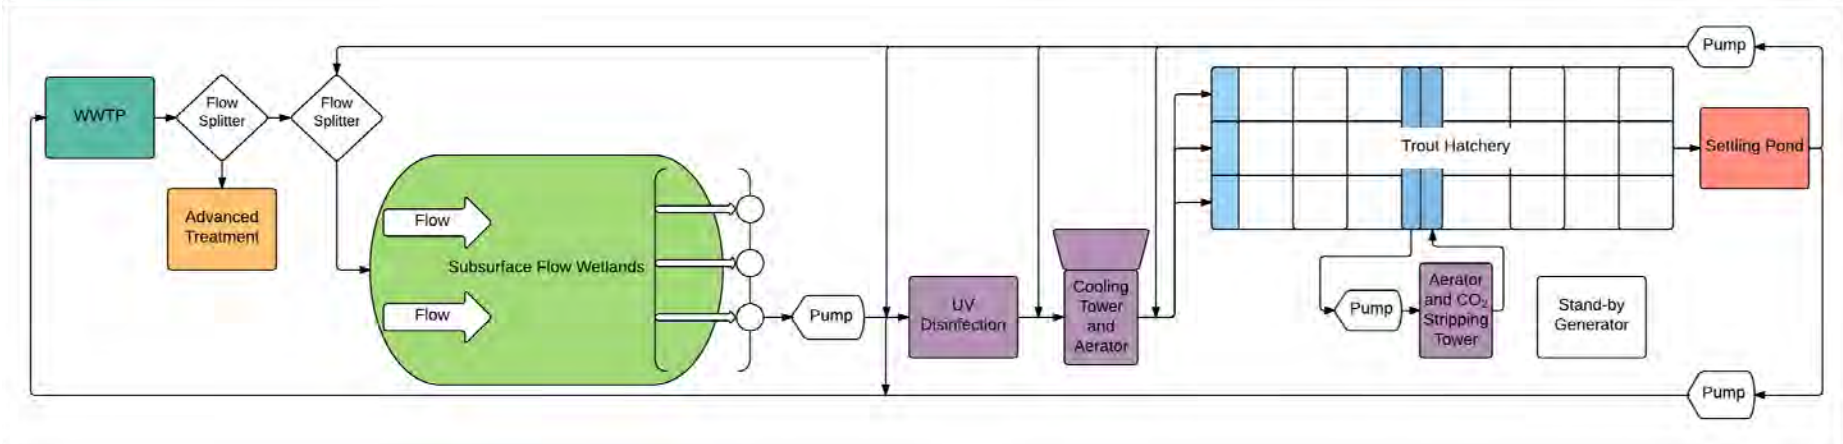 Pump
WWTP
Flow
Splitter
Flow
Splitter
Advanced
Treatment
Flow
Subsurface Flow Wetlands
Flow
Pump
UV
Disinfection
Cooling
Tower
and
Aerator
Trout Hatchery
Settling Pond
Pump
Aerator
and CO₂
Stripping
Tower
Stand-by
Generator
Pump